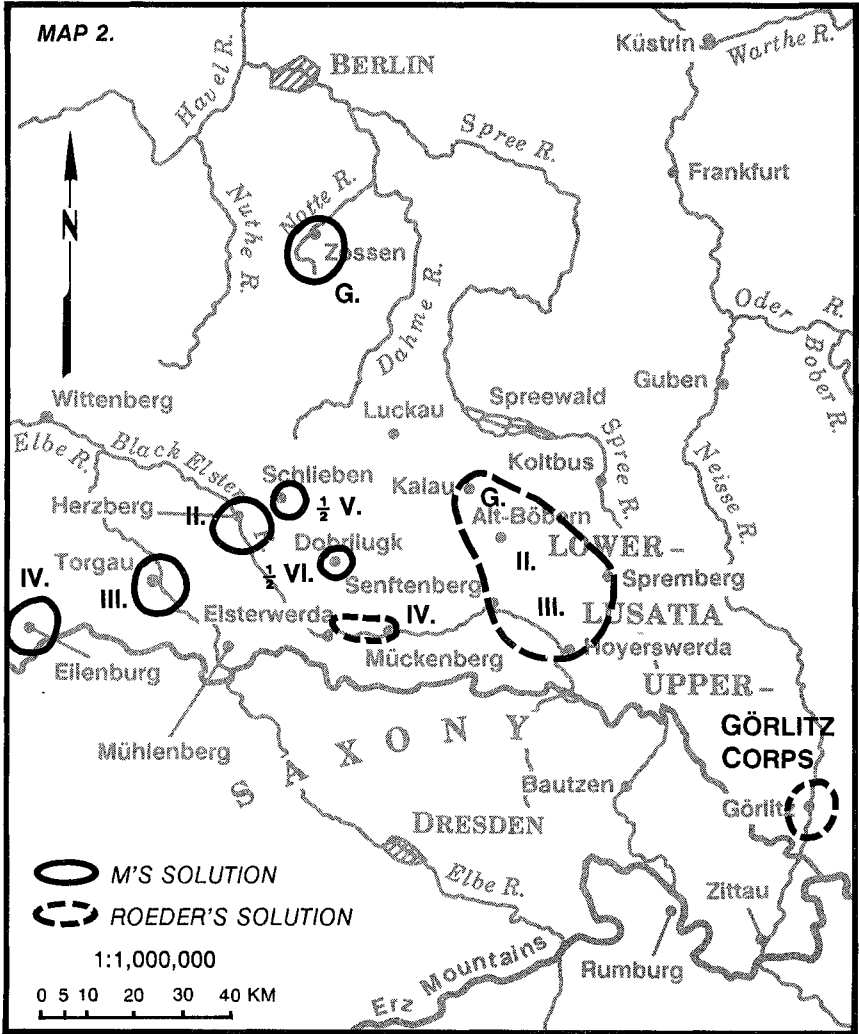 MAP 2.
Küstrin
Warthe R.
Havel R.
BERLIN
Spree R.
Frankfurt
N
Nuthe R.
Notte R.
Zossen
G.
Dahme R.
Oder R.
Bober R.
Guben
Wittenberg
Luckau
Spreewald
Elbe R.
Black Elster R.
Koltbus
Spree R.
Neisse R.
Schlieben
Kalau
G.
½ V.
Herzberg
II.
Alt-Böbern
Dobrilugk
II.
LOWER-
Torgau
½ VI.
Senftenberg
Spremberg
IV.
III.
Elsterwerda
IV.
III.
LUSATIA
Eilenburg
Mückenberg
Hoyerswerda
UPPER-
Mühlenberg
SAXONY
GÖRLITZ
CORPS
Bautzen
Görlitz
DRESDEN
M'S SOLUTION
Elbe R.
Zittau
ROEDER'S SOLUTION
1:1,000,000
Rumburg
Erz Mountains
0 5 10 20 30 40 KM